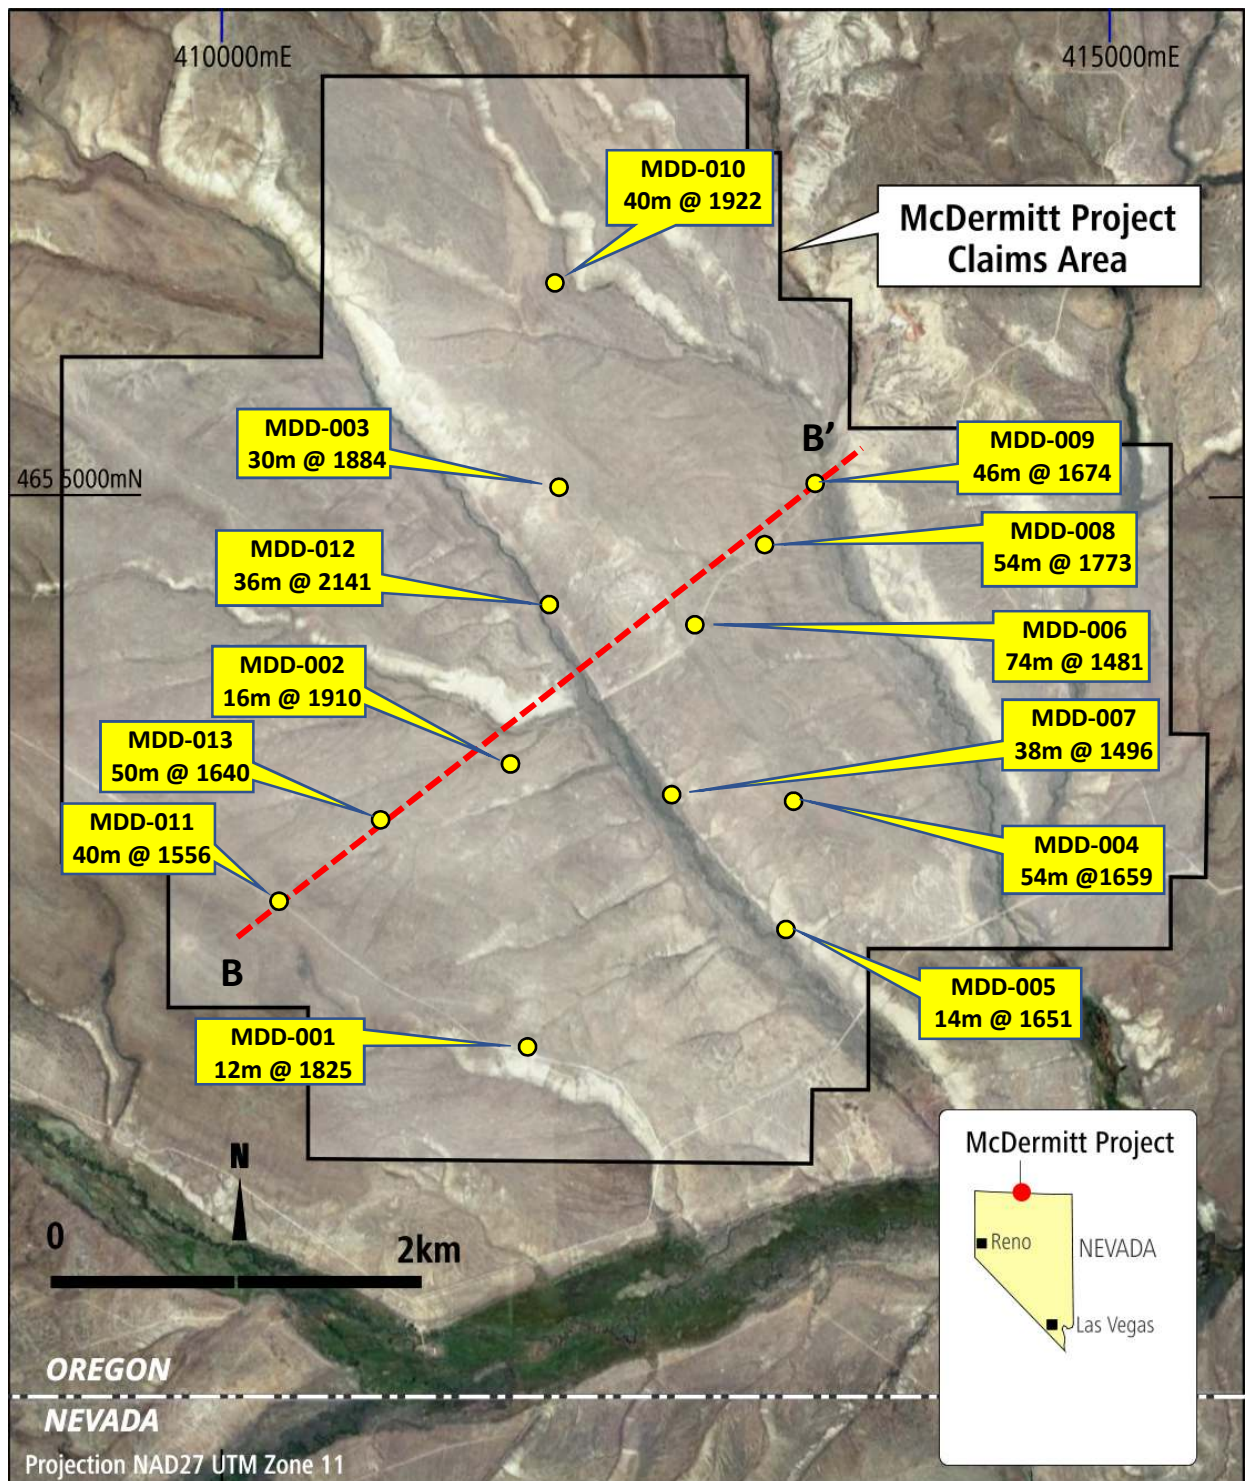 410000mE
415000mE
MDD-010
40m @ 1922
McDermitt Project
Claims Area
MDD-003
30m @ 1884
B’
MDD-009
46m @ 1674
465 5000mN
MDD-012
36m @ 2141
MDD-008
54m @ 1773
MDD-006
74m @ 1481
MDD-002
16m @ 1910
MDD-007
38m @ 1496
MDD-013
50m @ 1640
MDD-011
40m @ 1556
MDD-004
54m @1659
B
MDD-005
14m @ 1651
MDD-001
12m @ 1825
N
0
2km
McDermitt Project
Reno
NEVADA
Las Vegas
OREGON
NEVADA
Projection NAD27 UTM Zone 11